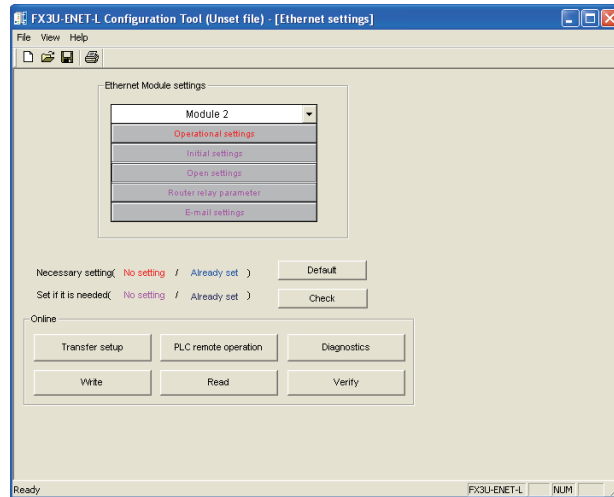 FX3U-ENET-L Configuration Tool (Unset file) - [Ethernet settings]
File View Help
Ethernet Module settings
Module 2
Operational settings
Initial settings
Open settings
Router relay parameter
E-mail settings
Necessary setting( No setting / Already set ) Default
Set if it is needed( No setting / Already set ) Check
Online
Transfer setup PLC remote operation Diagnostics
Write Read Verify
Ready FX3U-ENET-L NUM